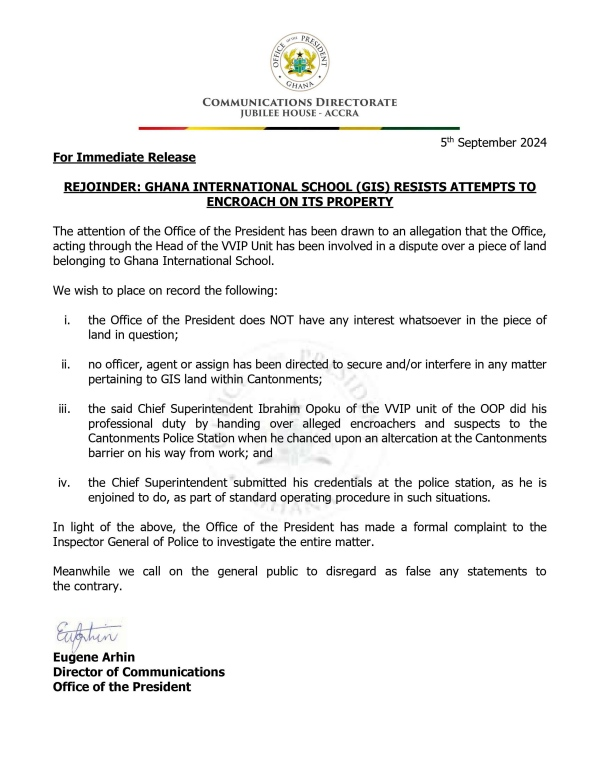 OFFICE OF THE PRESIDENT
GHANA
COMMUNICATIONS DIRECTORATE
JUBILEE HOUSE - ACCRA
5th September 2024
For Immediate Release
REJOINDER: GHANA INTERNATIONAL SCHOOL (GIS) RESISTS ATTEMPTS TO
ENCROACH ON ITS PROPERTY
The attention of the Office of the President has been drawn to an allegation that the Office,
acting through the Head of the VVIP Unit has been involved in a dispute over a piece of land
belonging to Ghana International School.
We wish to place on record the following:
i. the Office of the President does NOT have any interest whatsoever in the piece of
land in question;
ii. no officer, agent or assign has been directed to secure and/or interfere in any matter
pertaining to GIS land within Cantonments;
iii. the said Chief Superintendent Ibrahim Opoku of the VVIP unit of the OOP did his
professional duty by handing over alleged encroachers and suspects to the
Cantonments Police Station when he chanced upon an altercation at the Cantonments
barrier on his way from work; and
iv. the Chief Superintendent submitted his credentials at the police station, as he is
enjoined to do, as part of standard operating procedure in such situations.
In light of the above, the Office of the President has made a formal complaint to the
Inspector General of Police to investigate the entire matter.
Meanwhile we call on the general public to disregard as false any statements to
the contrary.
Eugene Arhin
Director of Communications
Office of the President